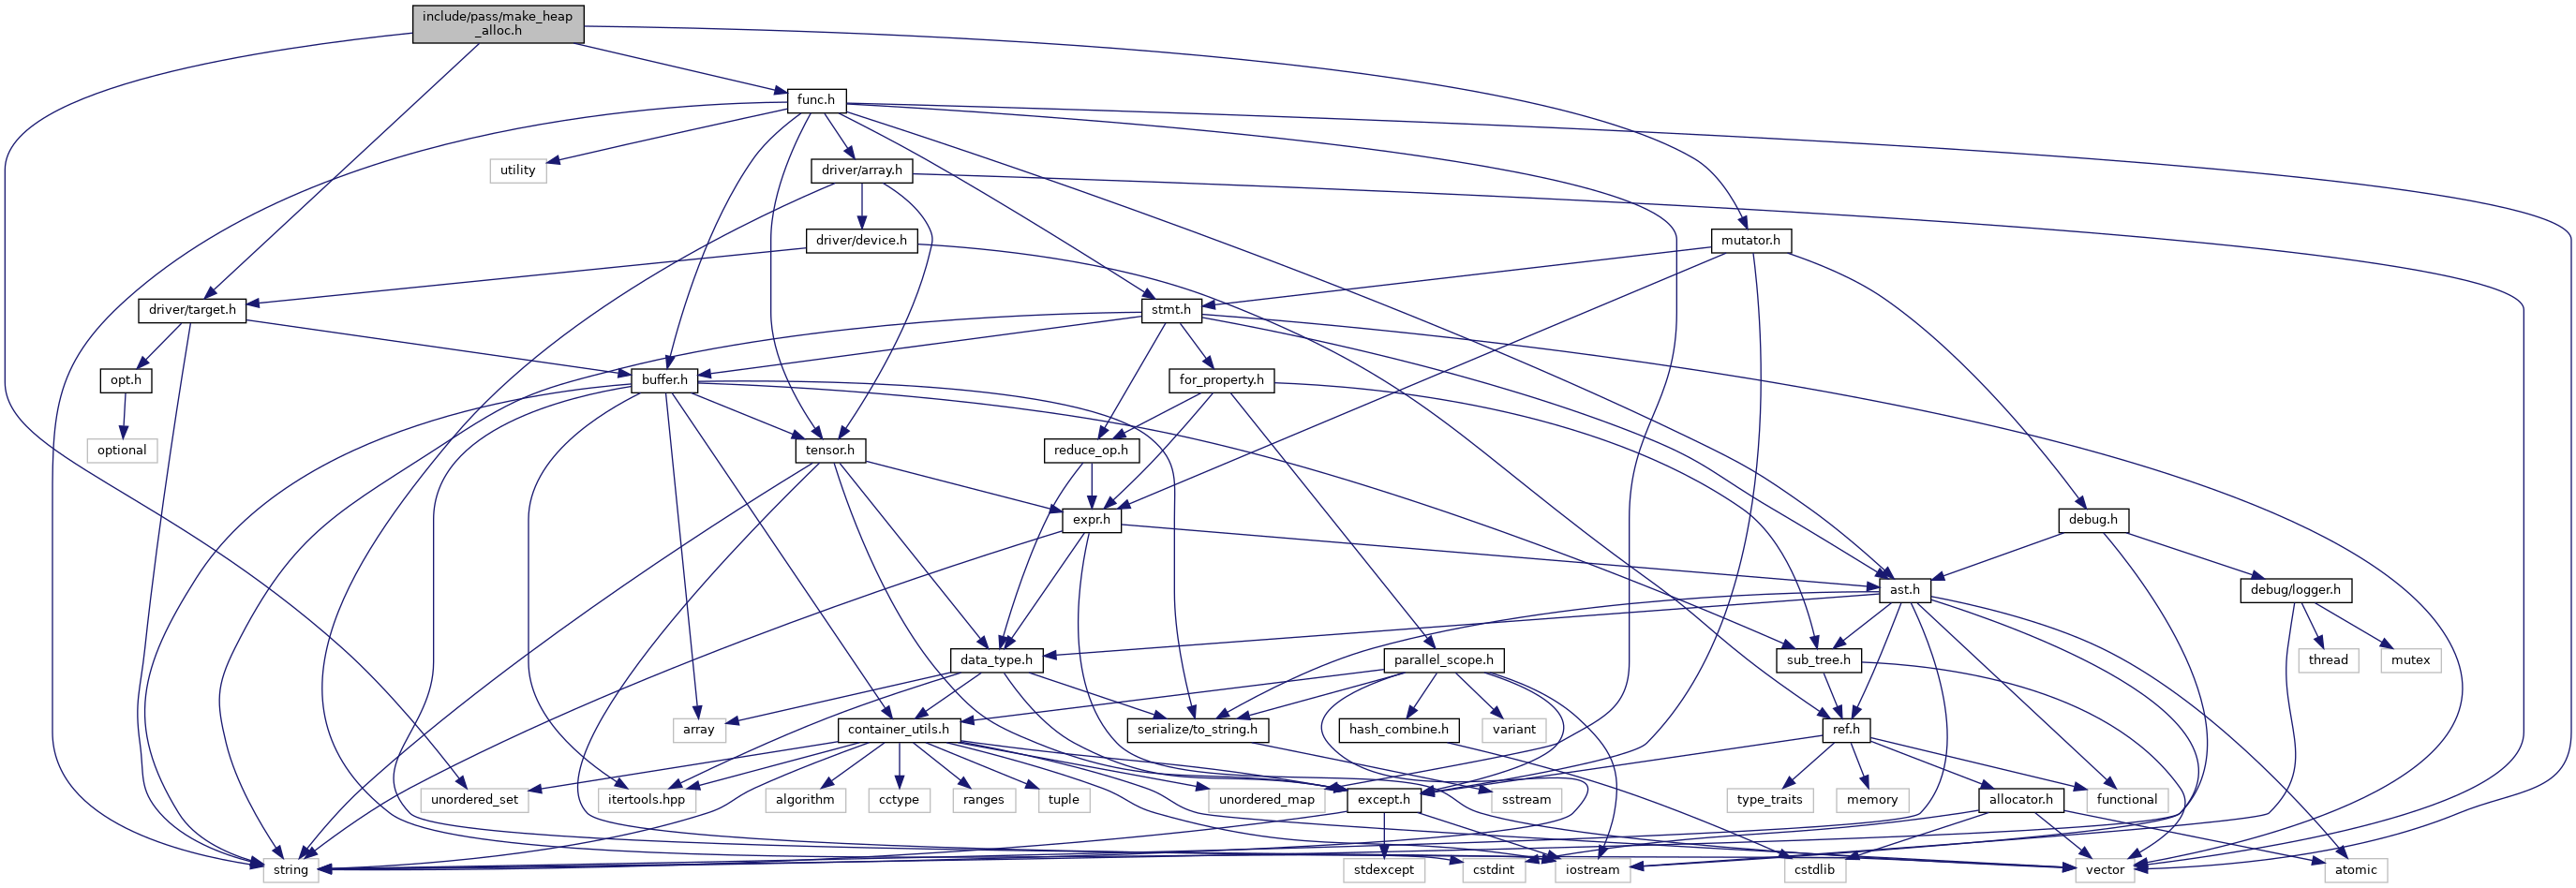 include/pass/make_heap
_alloc.h
func.h
utility
driver/array.h
driver/device.h
mutator.h
driver/target.h
stmt.h
opt.h
buffer.h
for_property.h
optional
tensor.h
reduce_op.h
expr.h
debug.h
ast.h
debug/logger.h
data_type.h
parallel_scope.h
sub_tree.h
thread
mutex
array
container_utils.h
serialize/to_string.h
hash_combine.h
variant
ref.h
unordered_set
itertools.hpp
algorithm
cctype
ranges
tuple
unordered_map
except.h
sstream
type_traits
memory
allocator.h
functional
string
stdexcept
cstdint
iostream
cstdlib
vector
atomic